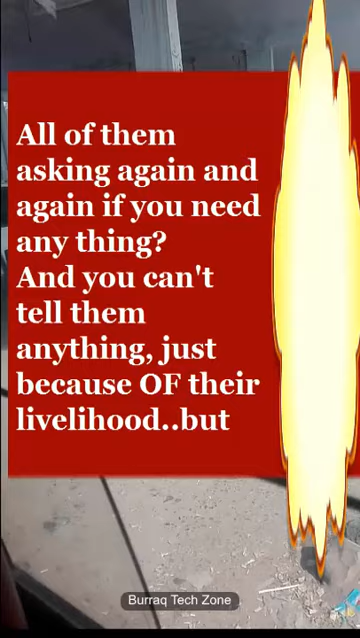 All of them
asking again and
again if you need
any thing?
And you can't
tell them
anything, just
because OF their
livelihood..but
Burraq Tech Zone